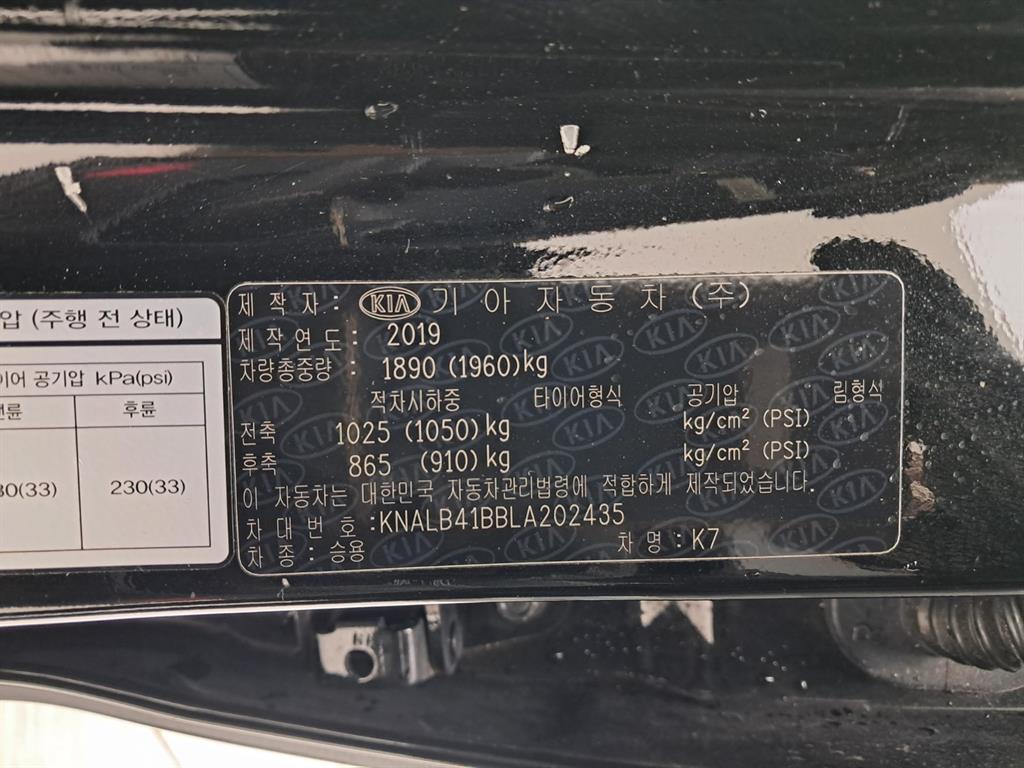 압 (주행 전 상태)
이어 공기압 kPa(psi)
후륜
30(33) 230(33)
제 작 자 : KIA 기 아 자 동 차 (주)
제 작 연 도 : 2019
차량총중량 : 1890 (1960)kg
적차시하중 타이어형식 공기압 림형식
전축 1025 (1050)kg kg/cm² (PSI)
후축 865 (910)kg kg/cm² (PSI)
이 자동차는 대한민국 자동차관리법령에 적합하게 제작되었습니다.
차 대 번 호 : KNALB41BBLA202435
차 종 : 승용 차 명 : K7